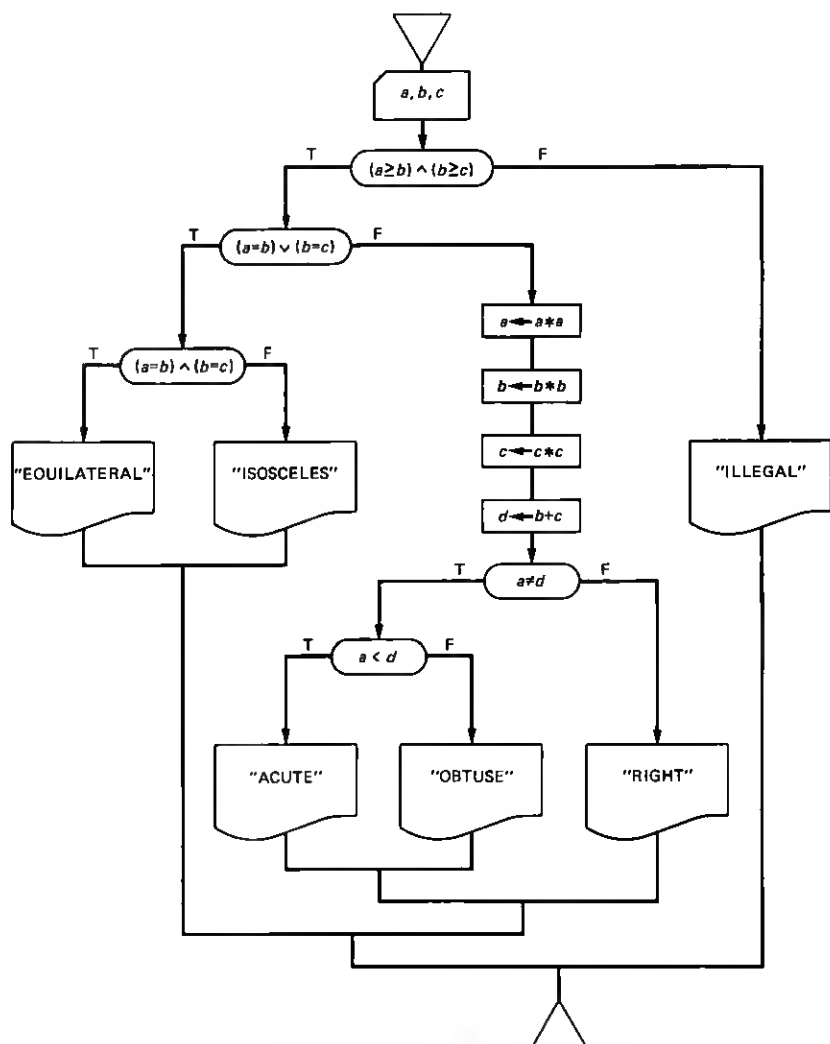 a, b, c
T (a≥b) ∧ (b≥c) F
T (a=b) ∨ (b=c) F
a ← a*a
T (a=b) ∧ (b=c) F
b ← b*b
"EQUILATERAL" "ISOSCELES" c ← c*c "ILLEGAL"
d ← b+c
T a≠d F
T a < d F
"ACUTE" "OBTUSE" "RIGHT"